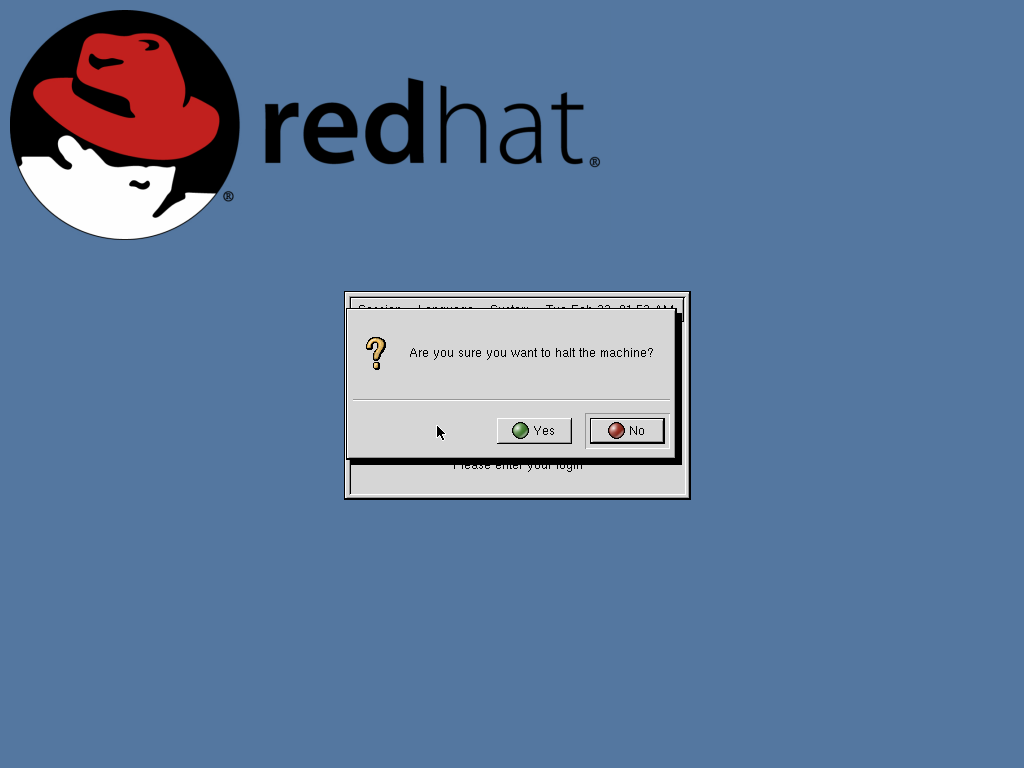 redhat®
®
Session Language System Tue Feb 22, 01:53 AM
Are you sure you want to halt the machine?
Yes No
Please enter your login